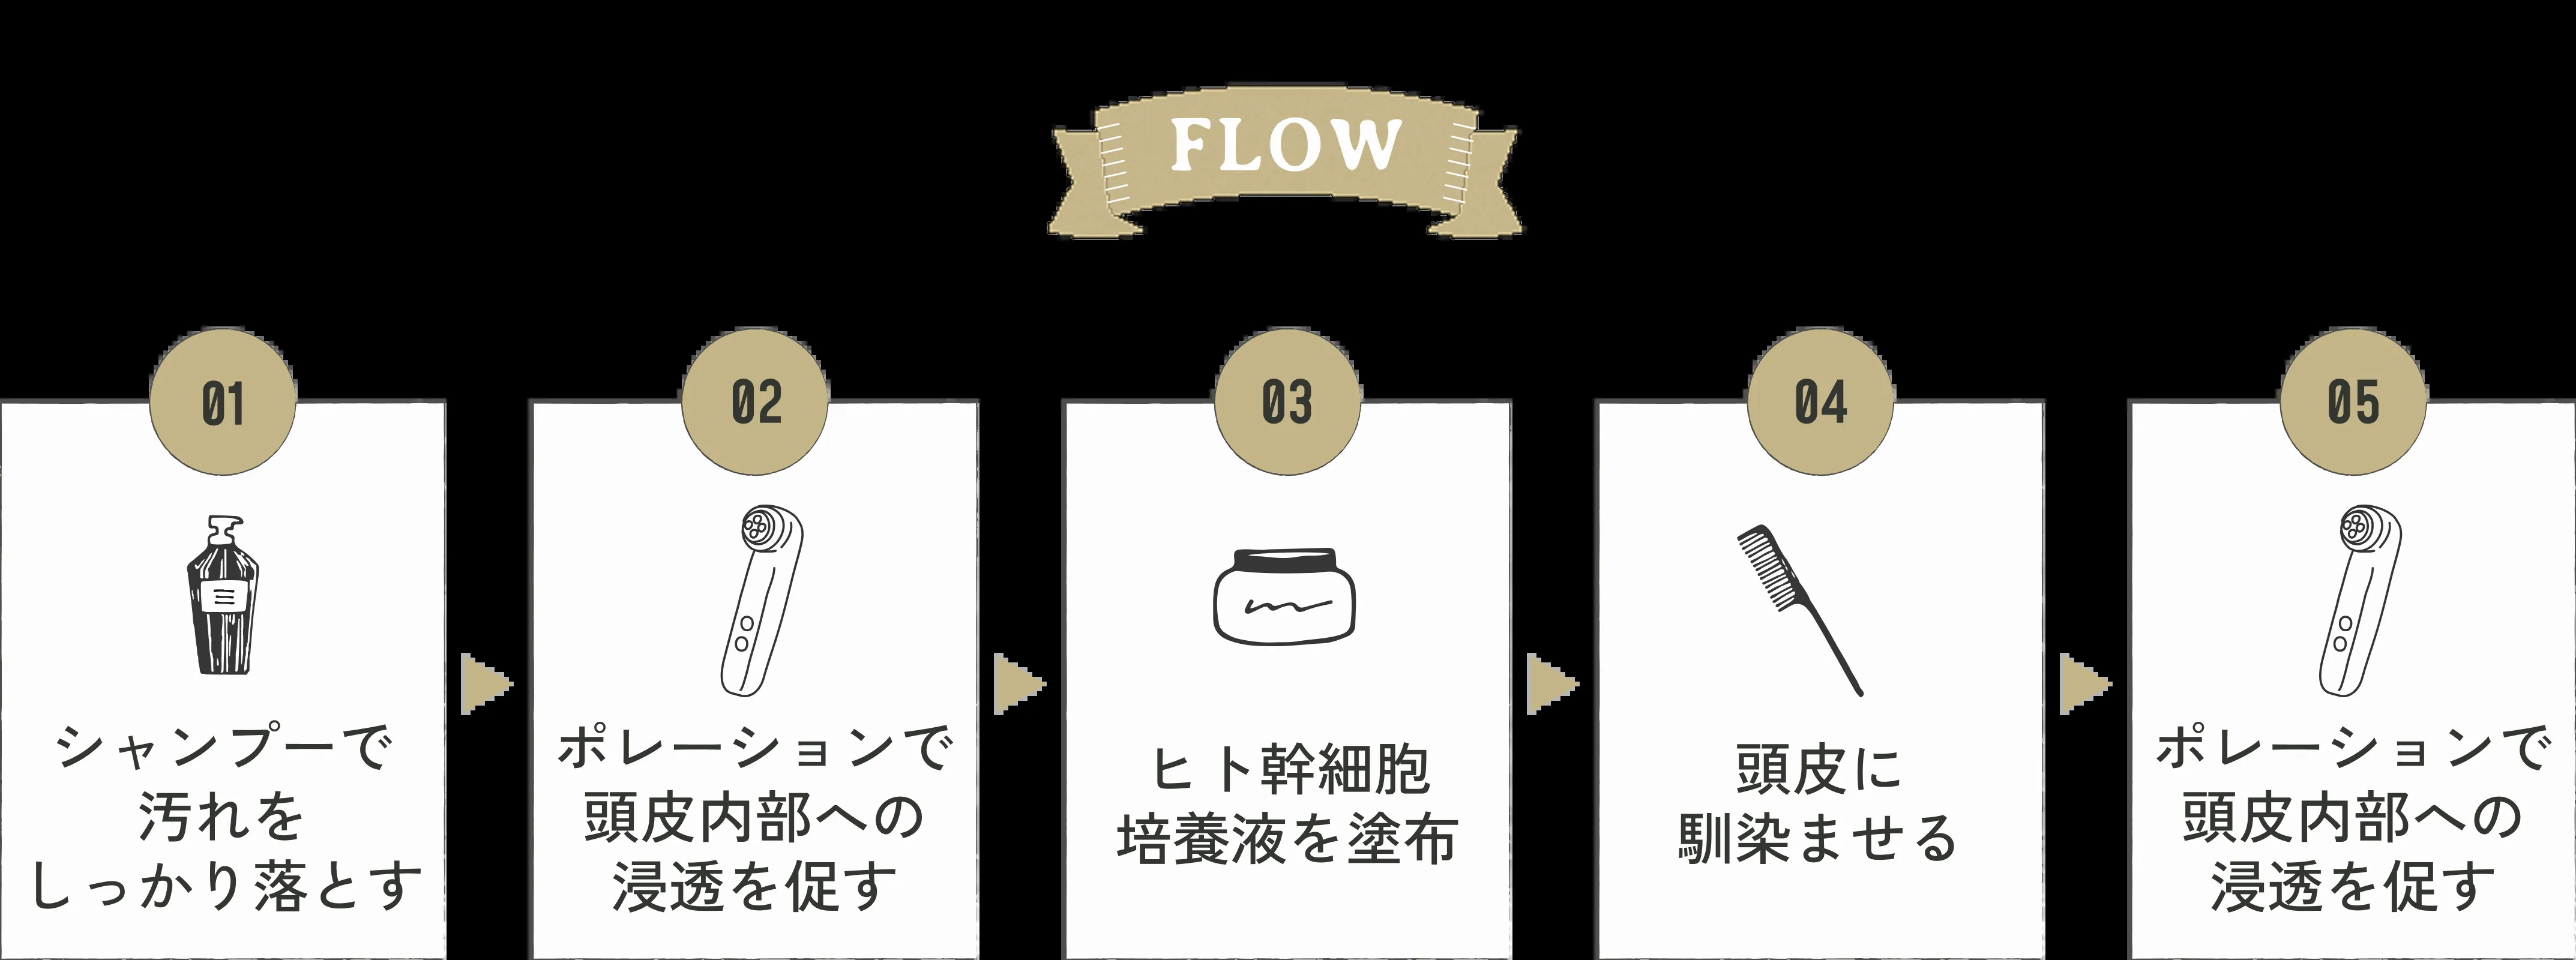 FLOW
01
シャンプーで
汚れを
しっかり落とす
02
ポレーションで
頭皮内部への
浸透を促す
03
ヒト幹細胞
培養液を塗布
04
頭皮に
馴染ませる
05
ポレーションで
頭皮内部への
浸透を促す